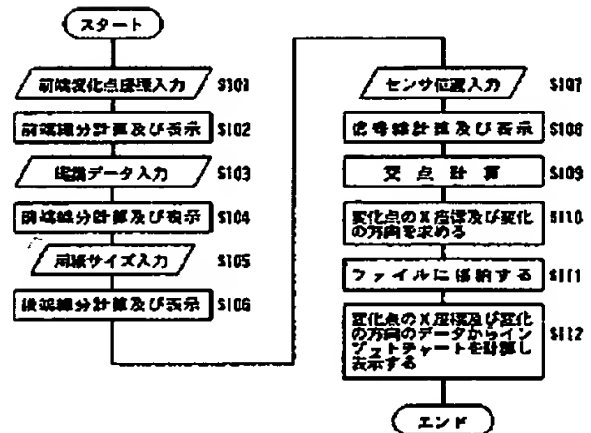 スタート
前端変化点座標入力 S101
前端線分計算及び表示 S102
データ入力 S103
前端線分計算及び表示 S104
用紙サイズ入力 S105
後端線分計算及び表示 S106
センサ位置入力 S107
信号線計算及び表示 S108
交点計算 S109
変化点のX座標及び変化
の方向を求める S110
ファイルに格納する S111
変化点のX座標及び変化
の方向のデータからイン
プットチャートを計算し
表示する S112
エンド